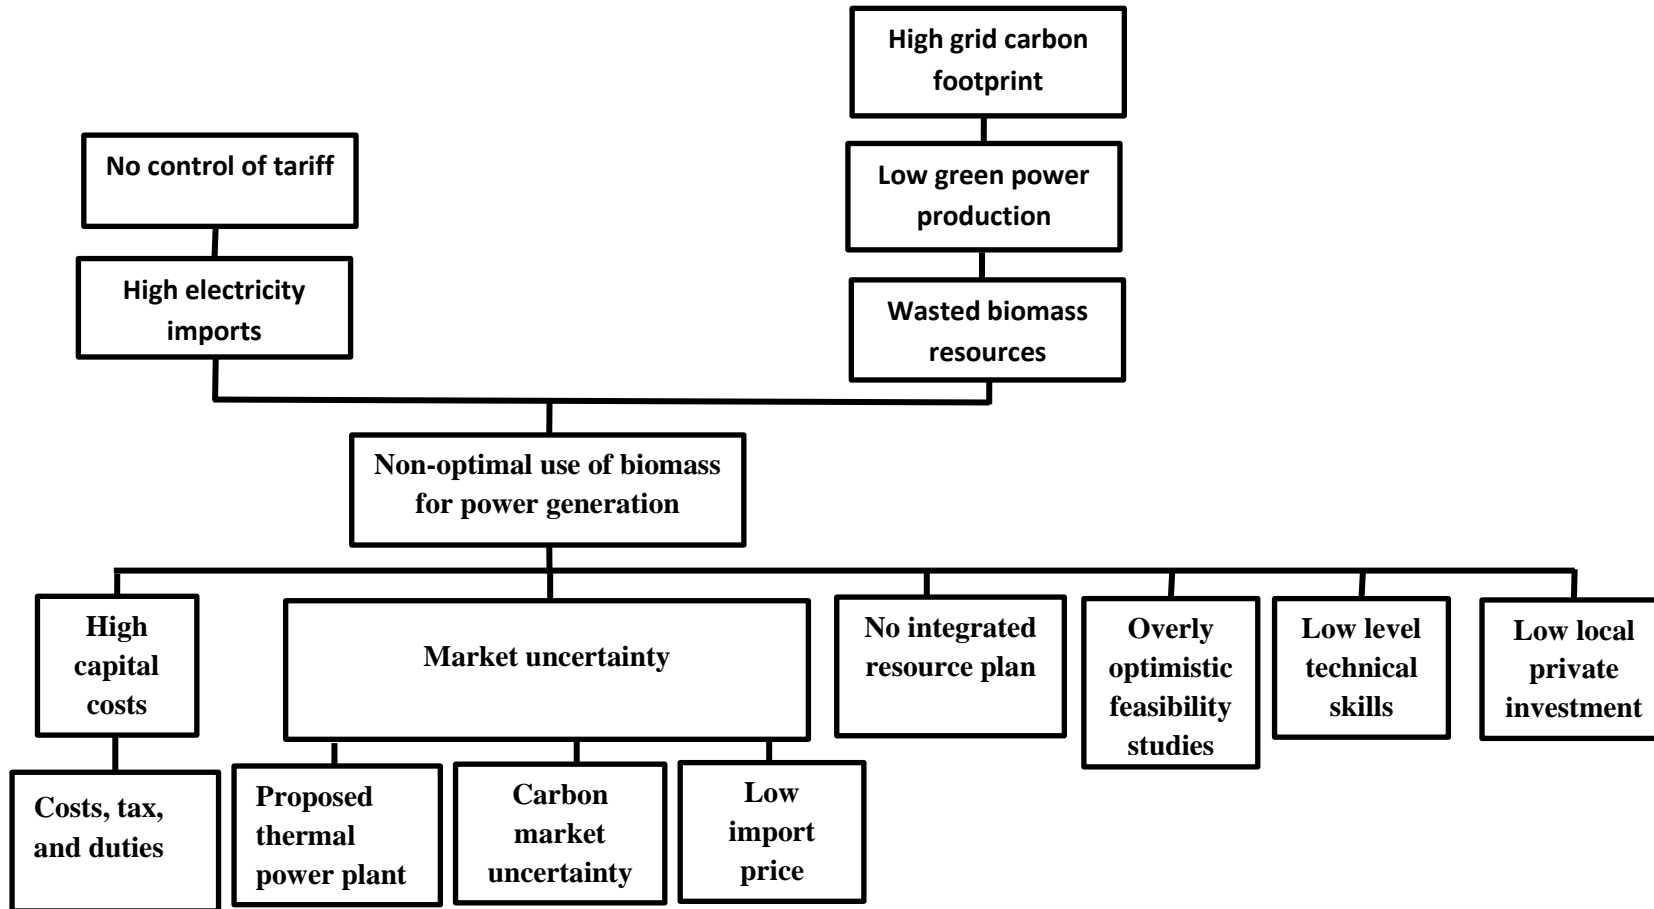 High grid carbon
footprint
No control of tariff
Low green power
production
High electricity
imports
Wasted biomass
resources
Non-optimal use of biomass
for power generation
High
capital
costs
Market uncertainty
No integrated
resource plan
Overly
optimistic
feasibility
studies
Low level
technical
skills
Low local
private
investment
Costs, tax,
and duties
Proposed
thermal
power plant
Carbon
market
uncertainty
Low
import
price